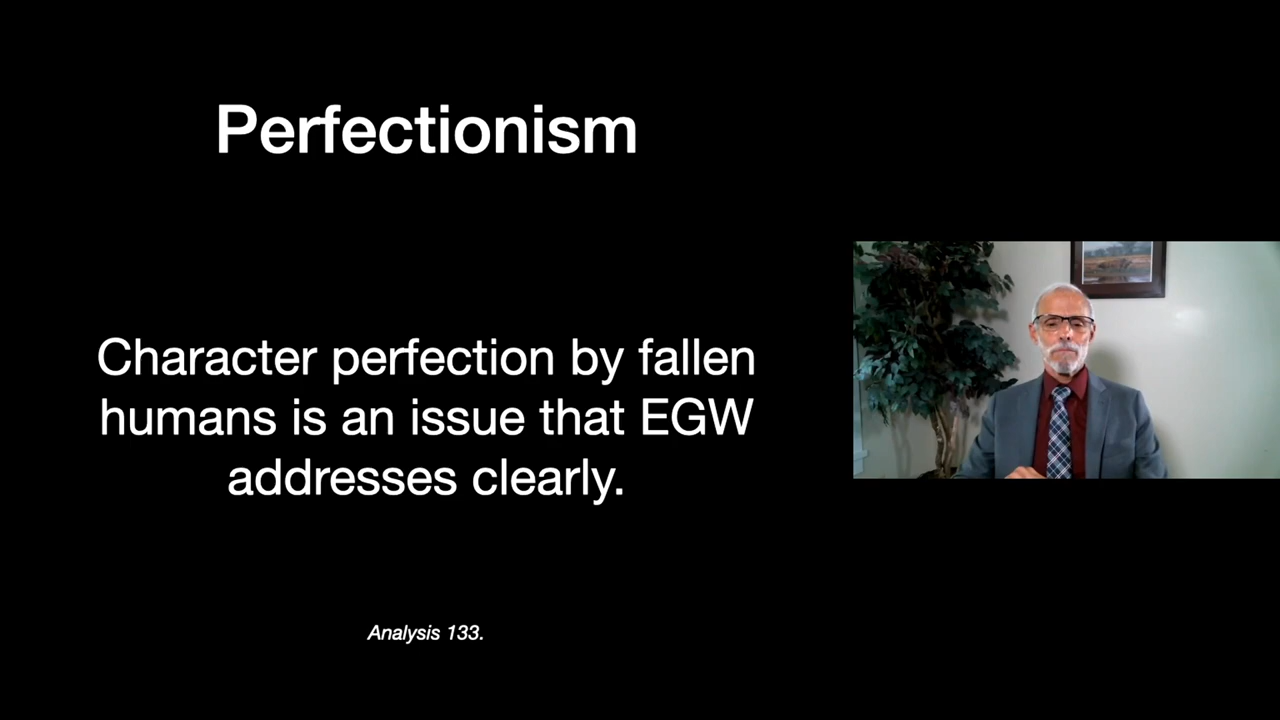 Perfectionism
Character perfection by fallen
humans is an issue that EGW
addresses clearly.
Analysis 133.